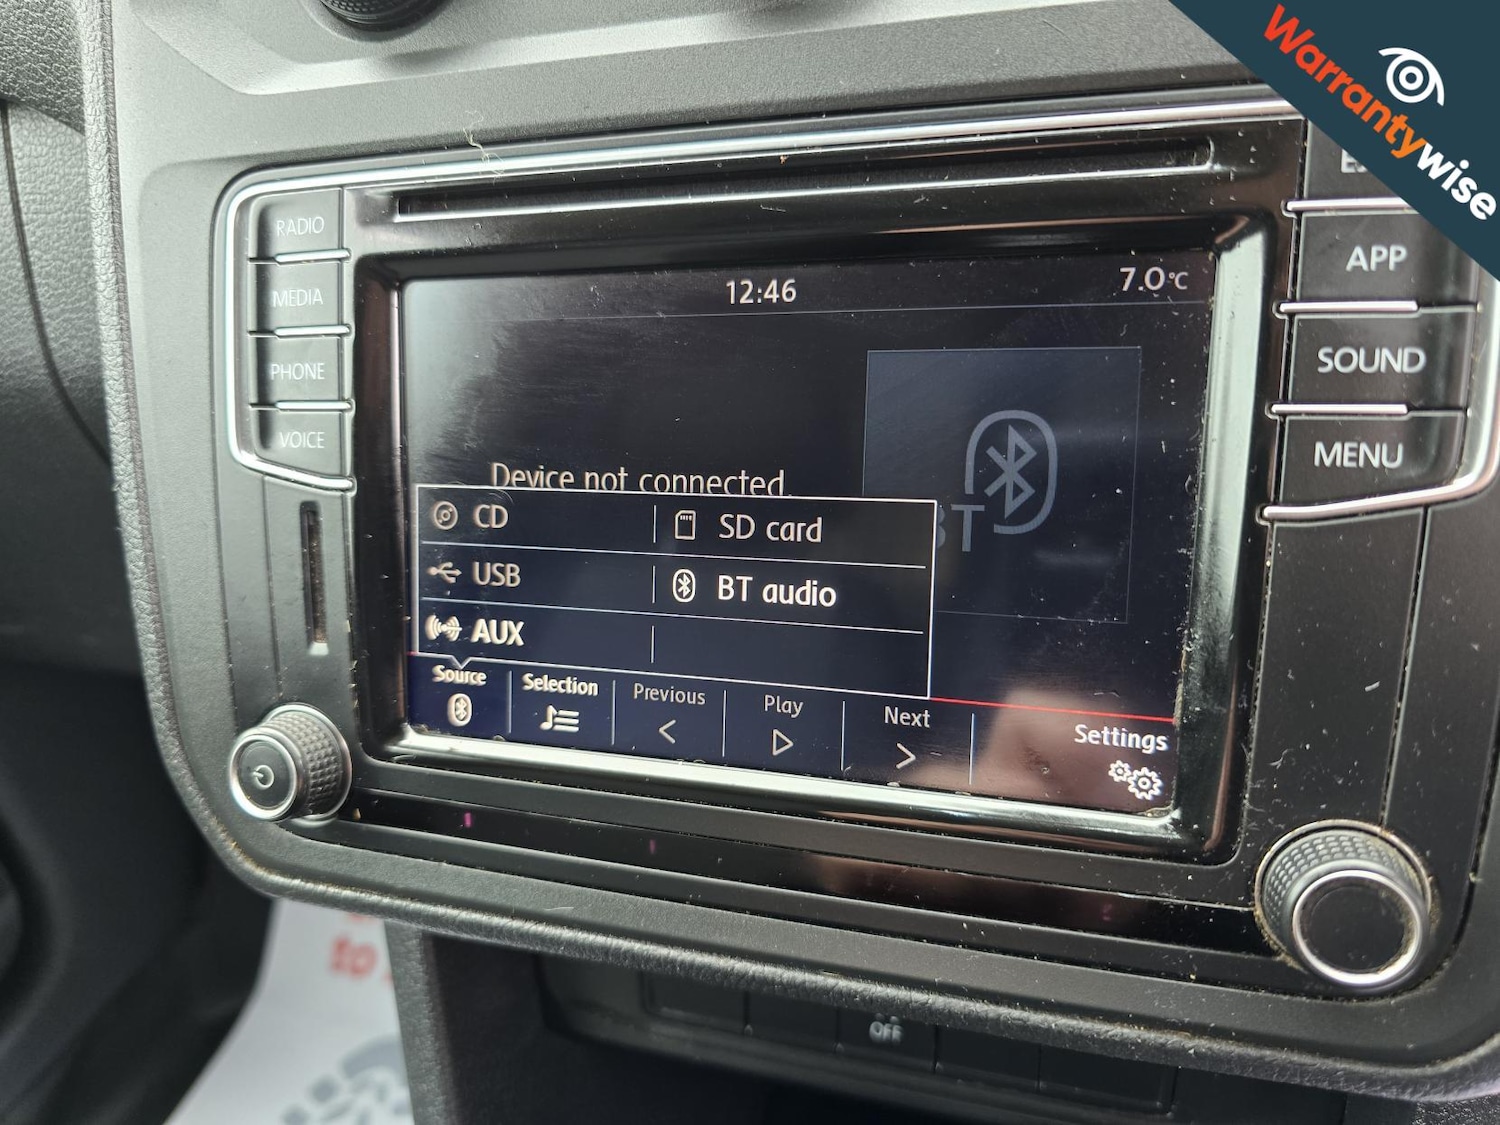 Warrantywise
RADIO
MEDIA
PHONE
VOICE
12:46
7.0°C
Device not connected.
BT
CD
SD card
USB
BT audio
AUX
Source
Selection
Previous
Play
Next
Settings
APP
SOUND
MENU
OFF
to